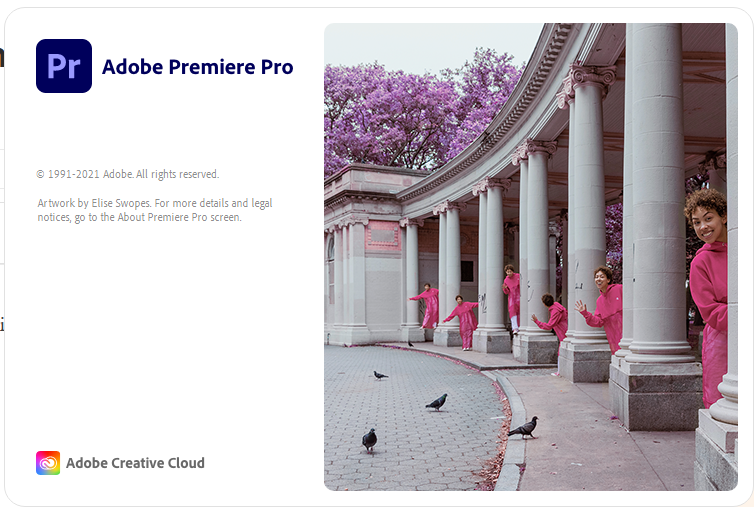 Pr Adobe Premiere Pro
© 1991-2021 Adobe. All rights reserved.
Artwork by Elise Swopes. For more details and legal
notices, go to the About Premiere Pro screen.
Adobe Creative Cloud